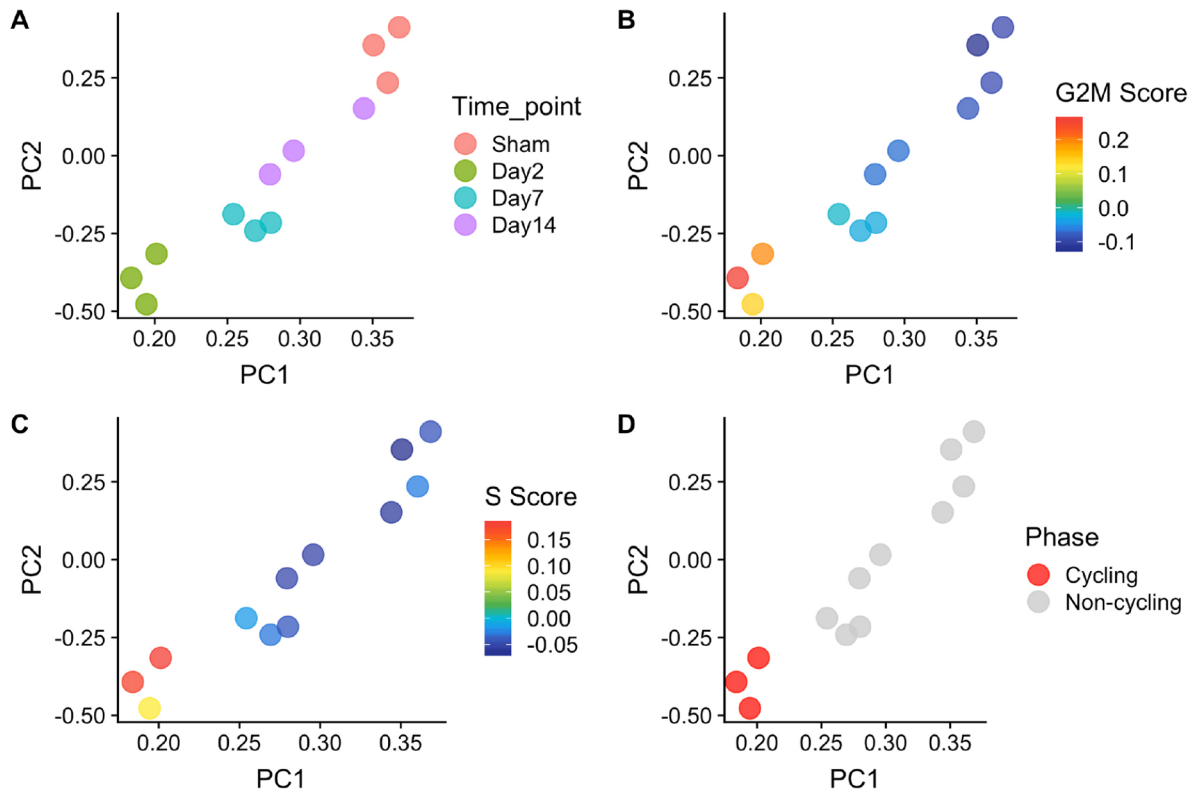 A
PC2
0.25
0.00
-0.25
-0.50
0.20 0.25 0.30 0.35
PC1
Time_point
Sham
Day2
Day7
Day14
B
PC2
0.25
0.00
-0.25
-0.50
0.20 0.25 0.30 0.35
PC1
G2M Score
0.2
0.1
0.0
-0.1
C
PC2
0.25
0.00
-0.25
-0.50
0.20 0.25 0.30 0.35
PC1
S Score
0.15
0.10
0.05
0.00
-0.05
D
PC2
0.25
0.00
-0.25
-0.50
0.20 0.25 0.30 0.35
PC1
Phase
Cycling
Non-cycling